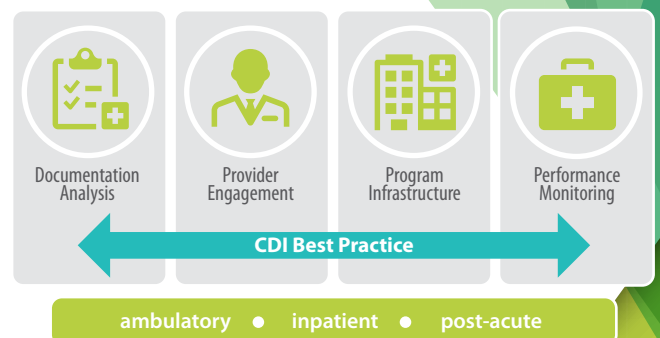 Documentation
Analysis
Provider
Engagement
Program
Infrastructure
Performance
Monitoring
CDI Best Practice
ambulatory ● inpatient ● post-acute